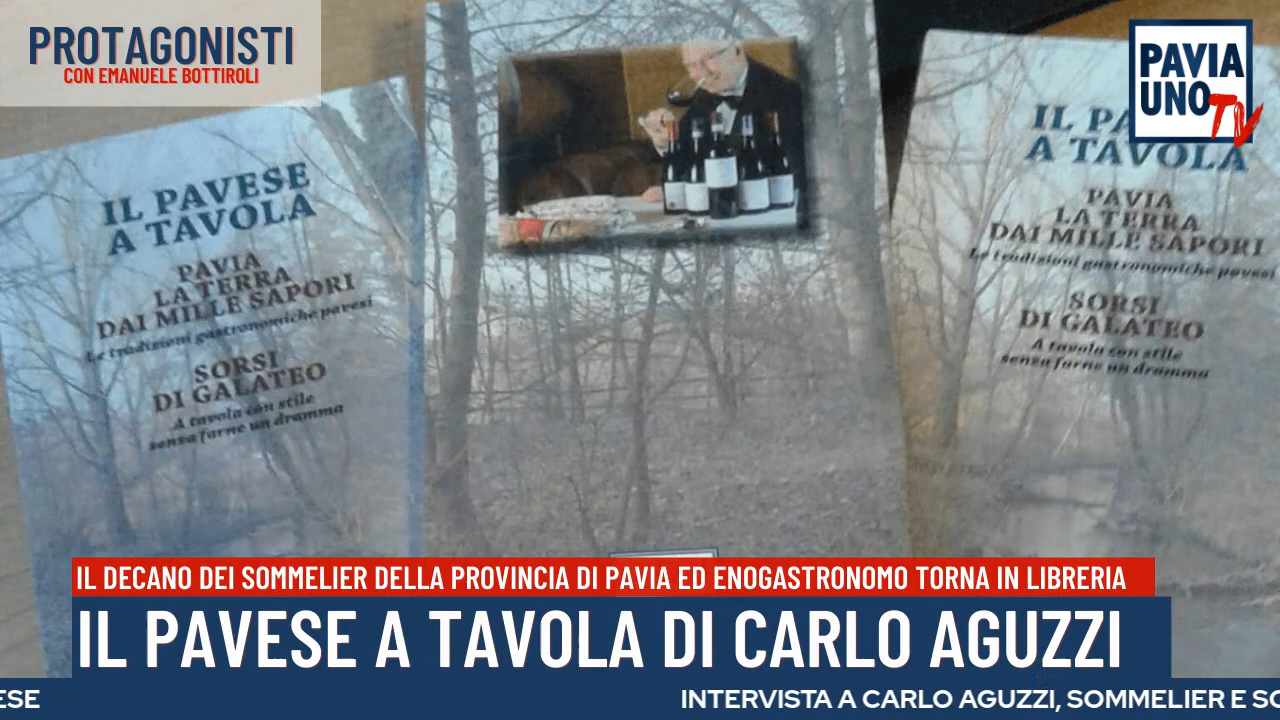 PROTAGONISTI
CON EMANUELE BOTTIROLI
PAVIA
UNO
TV
IL PAVESE
A TAVOLA
PAVIA
LA TERRA
DAI MILLE SAPORI
Le tradizioni gastronomiche pavesi
SORSI
DI GALATEO
A tavola con stile
senza farne un dramma
IL
A TAVOLA
PAVIA
LA TERRA
DAI MILLE SAPORI
Le tradizioni gastronomiche pavesi
SORSI
DI GALATEO
A tavola con stile
senza farne un dramma
IL DECANO DEI SOMMELIER DELLA PROVINCIA DI PAVIA ED ENOGASTRONOMO TORNA IN LIBRERIA
IL PAVESE A TAVOLA DI CARLO AGUZZI
ESE
INTERVISTA A CARLO AGUZZI, SOMMELIER E SC